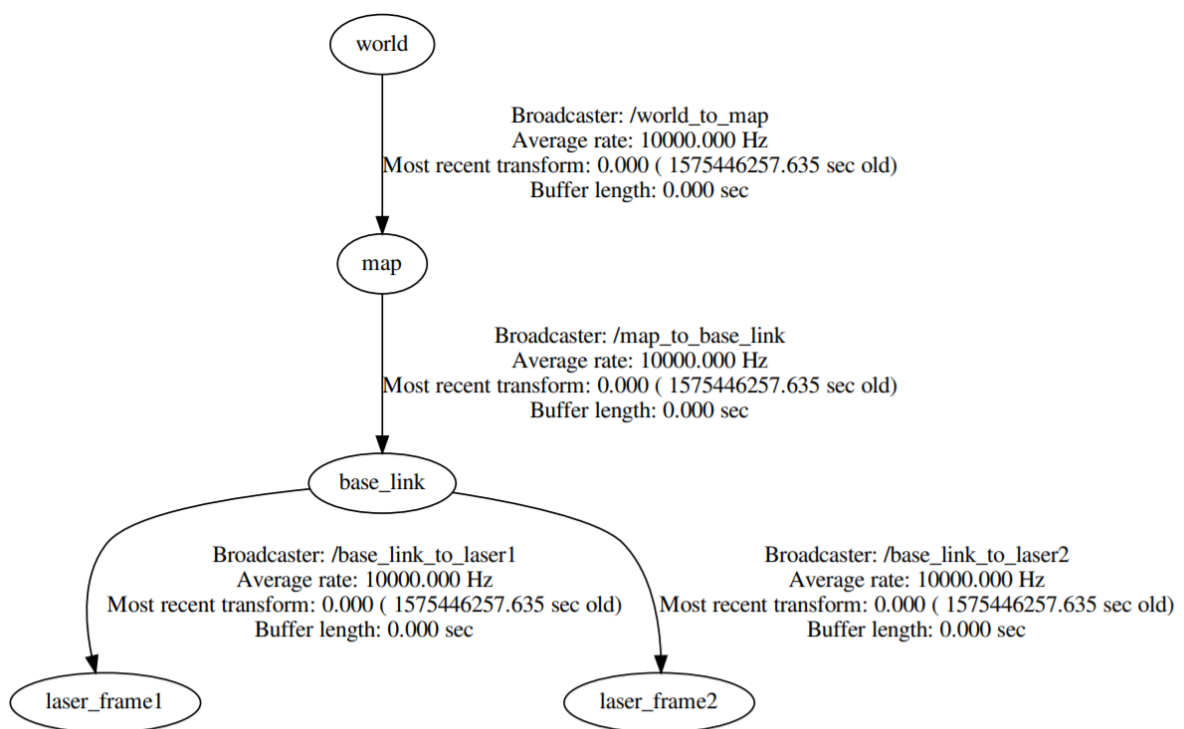 world
Broadcaster: /world_to_map
Average rate: 10000.000 Hz
Most recent transform: 0.000 ( 1575446257.635 sec old)
Buffer length: 0.000 sec
map
Broadcaster: /map_to_base_link
Average rate: 10000.000 Hz
Most recent transform: 0.000 ( 1575446257.635 sec old)
Buffer length: 0.000 sec
base_link
Broadcaster: /base_link_to_laser1
Average rate: 10000.000 Hz
Most recent transform: 0.000 ( 1575446257.635 sec old)
Buffer length: 0.000 sec
Broadcaster: /base_link_to_laser2
Average rate: 10000.000 Hz
Most recent transform: 0.000 ( 1575446257.635 sec old)
Buffer length: 0.000 sec
laser_frame1
laser_frame2